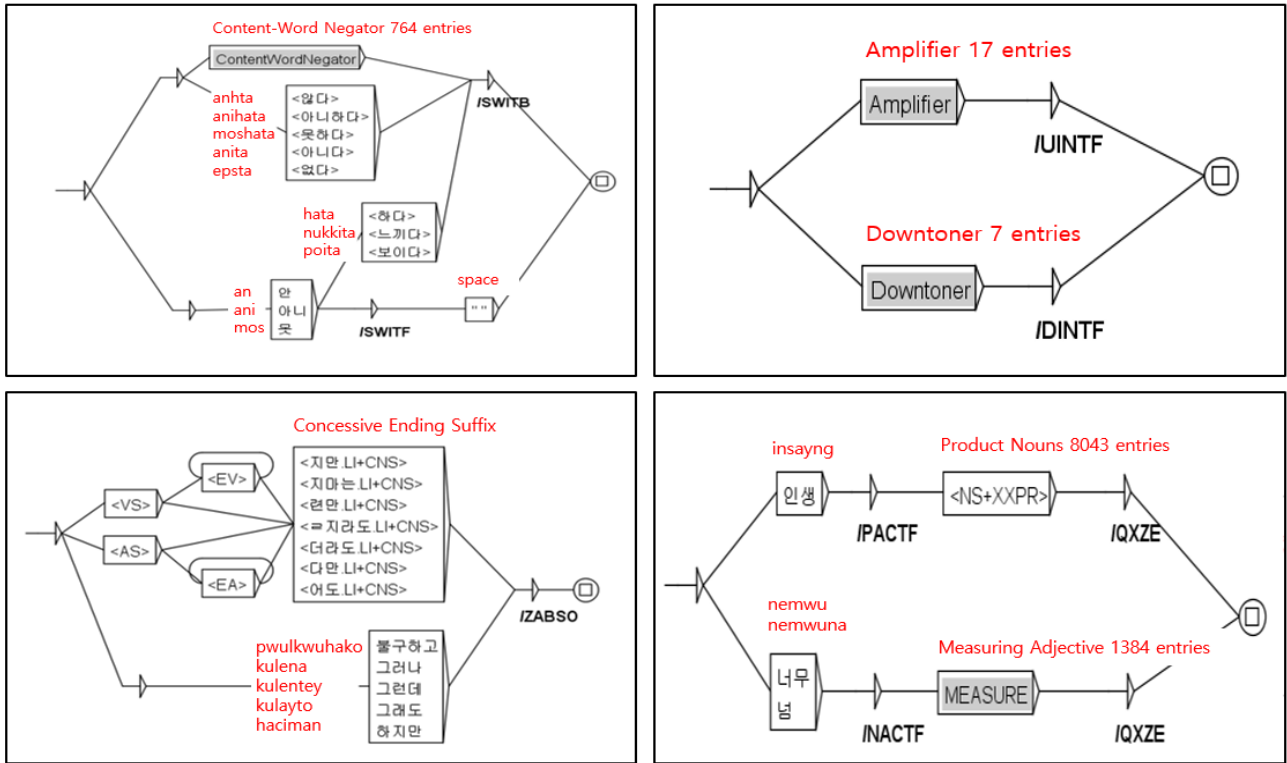 Content-Word Negator 764 entries
ContentWordNegator
anhta
anihata
moshata
anita
epsta
<않다>
<아니하다>
<못하다>
<아니다>
<없다>
/SWITB
hata
nukkita
poita
<하다>
<느끼다>
<보이다>
an
ani
mos
안
아니
못
/SWITF
space
" "
Amplifier 17 entries
Amplifier
/UINTF
Downtoner 7 entries
Downtoner
/DINTF
Concessive Ending Suffix
<VS>
<EV>
<AS>
<EA>
<지만.LI+CNS>
<지마는.LI+CNS>
<련만.LI+CNS>
<ㄹ지라도.LI+CNS>
<더라도.LI+CNS>
<다만.LI+CNS>
<어도.LI+CNS>
/ZABSO
pwulkwuhako
kulena
kulentey
kulayto
haciman
불구하고
그러나
그런데
그래도
하지만
insayng
인생
/PACTF
Product Nouns 8043 entries
<NS+XXPR>
/QXZE
nemwu
nemwuna
너무
넘
/NACTF
Measuring Adjective 1384 entries
MEASURE
/QXZE